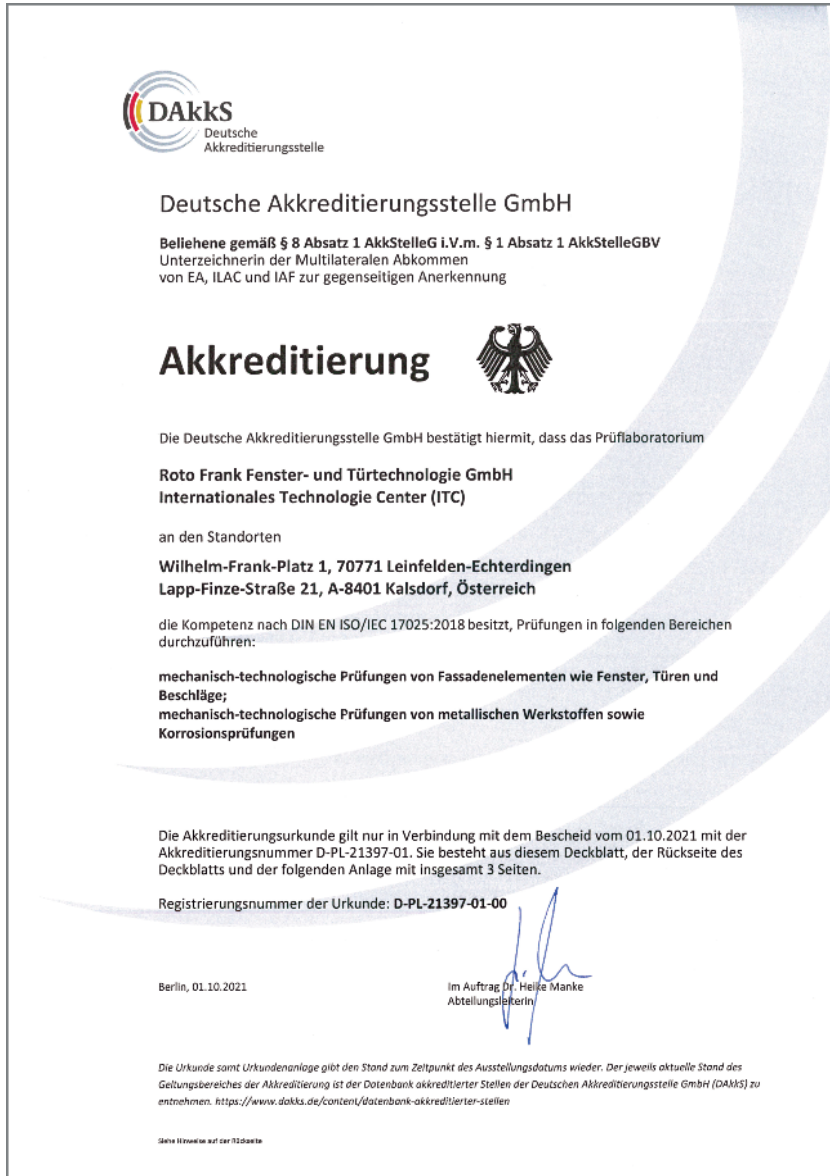 DAkkS
Deutsche
Akkreditierungsstelle
Deutsche Akkreditierungsstelle GmbH
Beliehene gemäß § 8 Absatz 1 AkkStelleG i.V.m. § 1 Absatz 1 AkkStelleGBV
Unterzeichnerin der Multilateralen Abkommen
von EA, ILAC und IAF zur gegenseitigen Anerkennung
Akkreditierung
Die Deutsche Akkreditierungsstelle GmbH bestätigt hiermit, dass das Prüflaboratorium
Roto Frank Fenster- und Türtechnologie GmbH
Internationales Technologie Center (ITC)
an den Standorten
Wilhelm-Frank-Platz 1, 70771 Leinfelden-Echterdingen
Lapp-Finze-Straße 21, A-8401 Kalsdorf, Österreich
die Kompetenz nach DIN EN ISO/IEC 17025:2018 besitzt, Prüfungen in folgenden Bereichen
durchzuführen:
mechanisch-technologische Prüfungen von Fassadenelementen wie Fenster, Türen und
Beschläge;
mechanisch-technologische Prüfungen von metallischen Werkstoffen sowie
Korrosionsprüfungen
Die Akkreditierungsurkunde gilt nur in Verbindung mit dem Bescheid vom 01.10.2021 mit der
Akkreditierungsnummer D-PL-21397-01. Sie besteht aus diesem Deckblatt, der Rückseite des
Deckblatts und der folgenden Anlage mit insgesamt 3 Seiten.
Registrierungsnummer der Urkunde: D-PL-21397-01-00
Berlin, 01.10.2021
Im Auftrag Dr. Heike Manke
Abteilungsleiterin
Die Urkunde samt Urkundenanlage gibt den Stand zum Zeitpunkt des Ausstellungsdatums wieder. Der jeweils aktuelle Stand des
Geltungsbereiches der Akkreditierung ist der Datenbank akkreditierter Stellen der Deutschen Akkreditierungsstelle GmbH (DAkkS) zu
entnehmen. https://www.dakks.de/content/datenbank-akkreditierter-stellen
Siehe Hinweise auf der Rückseite